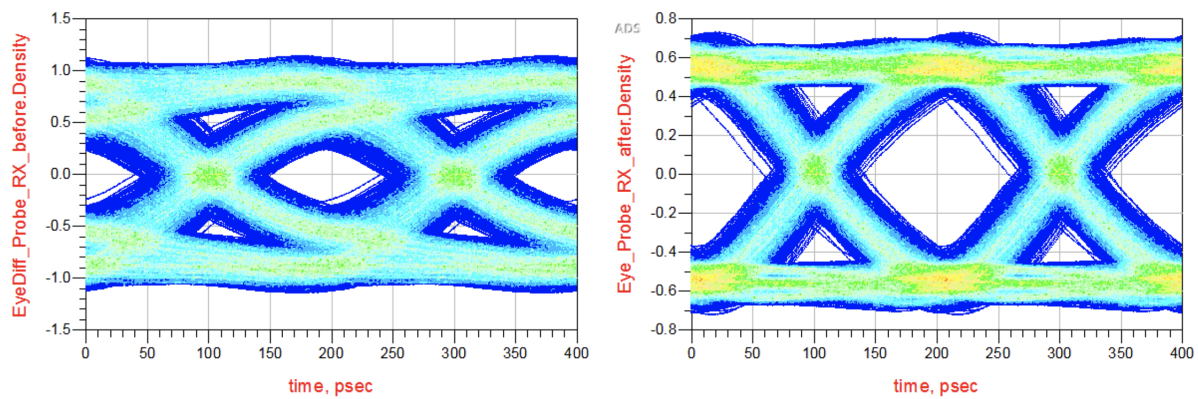 EyeDiff_Probe_RX_before.Density
1.5
1.0
0.5
0.0
-0.5
-1.0
-1.5
0 50 100 150 200 250 300 350 400
time, psec
ADS
Eye_Probe_RX_after.Density
0.8
0.6
0.4
0.2
0.0
-0.2
-0.4
-0.6
-0.8
0 50 100 150 200 250 300 350 400
time, psec